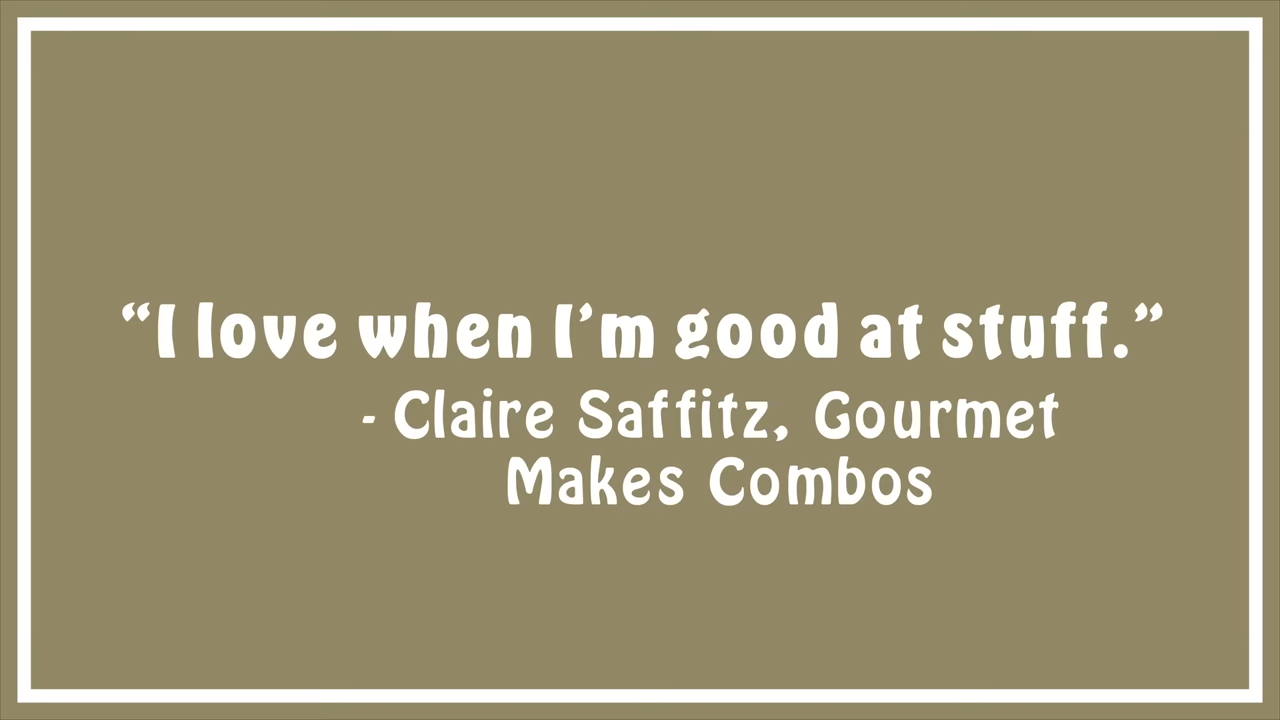 “I love when I’m good at stuff.”
- Claire Saffitz, Gourmet
Makes Combos